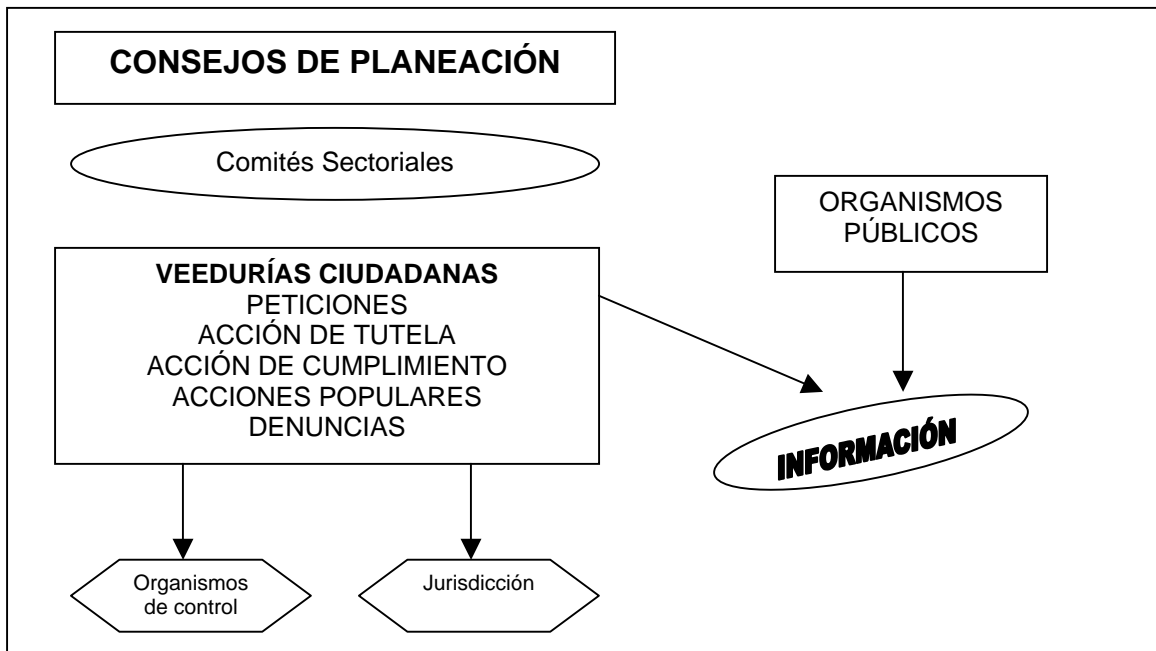 CONSEJOS DE PLANEACIÓN
Comités Sectoriales
ORGANISMOS
PÚBLICOS
VEEDURÍAS CIUDADANAS
PETICIONES
ACCIÓN DE TUTELA
ACCIÓN DE CUMPLIMIENTO
ACCIONES POPULARES
DENUNCIAS
INFORMACIÓN
Organismos
de control
Jurisdicción